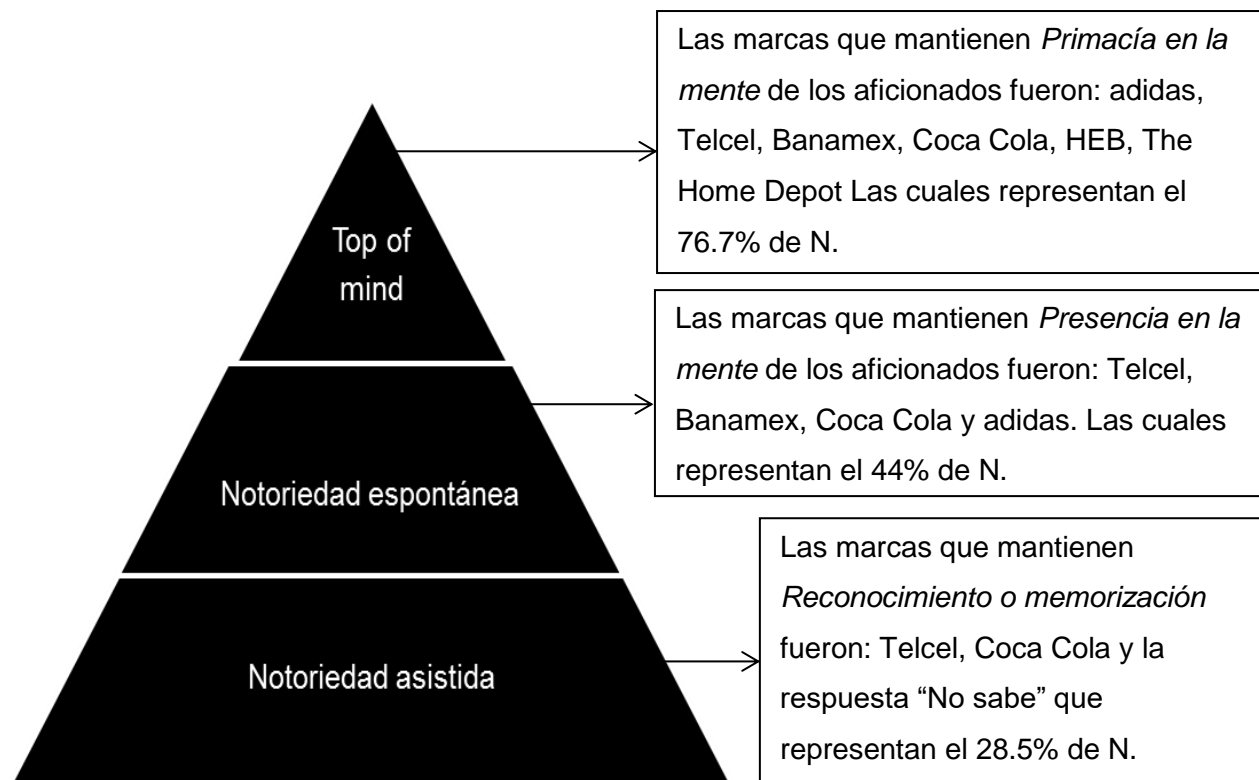 Las marcas que mantienen Primacía en la
mente de los aficionados fueron: adidas,
Telcel, Banamex, Coca Cola, HEB, The
Home Depot Las cuales representan el
76.7% de N.
Top of
mind
Las marcas que mantienen Presencia en la
mente de los aficionados fueron: Telcel,
Banamex, Coca Cola y adidas. Las cuales
representan el 44% de N.
Notoriedad espontánea
Las marcas que mantienen
Reconocimiento o memorización
fueron: Telcel, Coca Cola y la
respuesta “No sabe” que
representan el 28.5% de N.
Notoriedad asistida